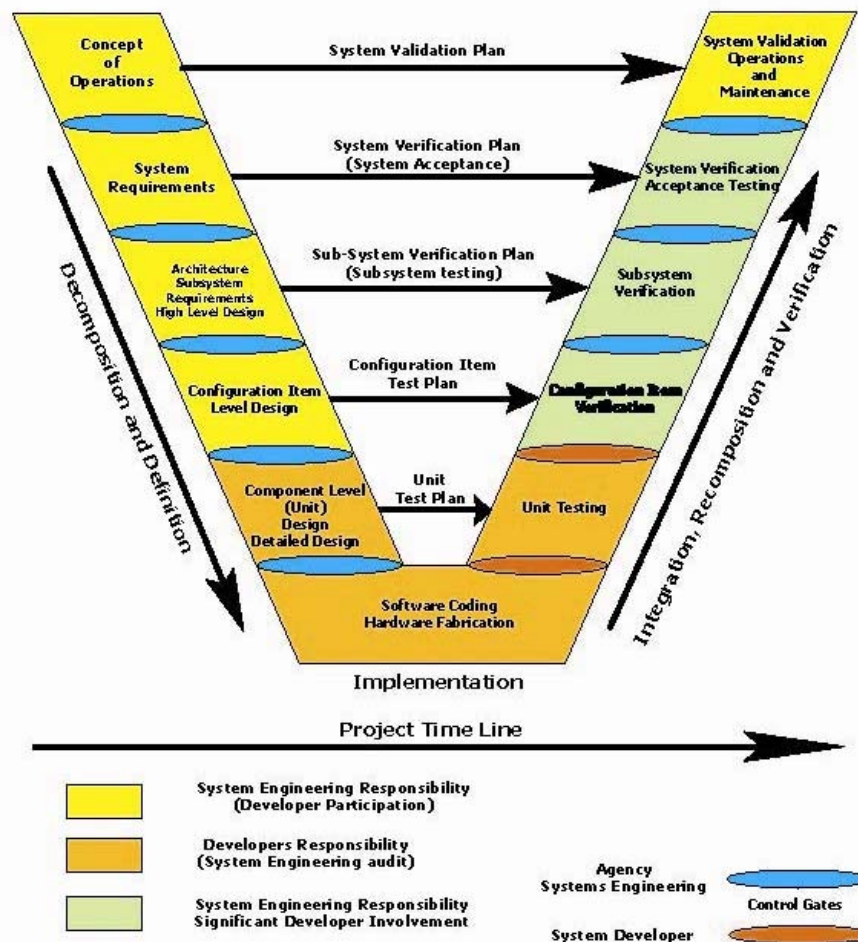 Concept
of
Operations
System Validation Plan
System Validation
Operations
and
Maintenance
System
Requirements
System Verification Plan
(System Acceptance)
System Verification
Acceptance Testing
Architecture
Subsystem
Requirements
High Level Design
Sub-System Verification Plan
(Subsystem testing)
Subsystem
Verification
Configuration Item
Level Design
Configuration Item
Test Plan
Configuration Item
Verification
Component Level
(Unit)
Design
Detailed Design
Unit
Test Plan
Unit Testing
Software Coding
Hardware Fabrication
Decomposition and Definition
Integration, Recomposition and Verification
Implementation
Project Time Line
System Engineering Responsibility
(Developer Participation)
Developers Responsibility
(System Engineering audit)
System Engineering Responsibility
Significant Developer Involvement
Agency
Systems Engineering
Control Gates
System Developer